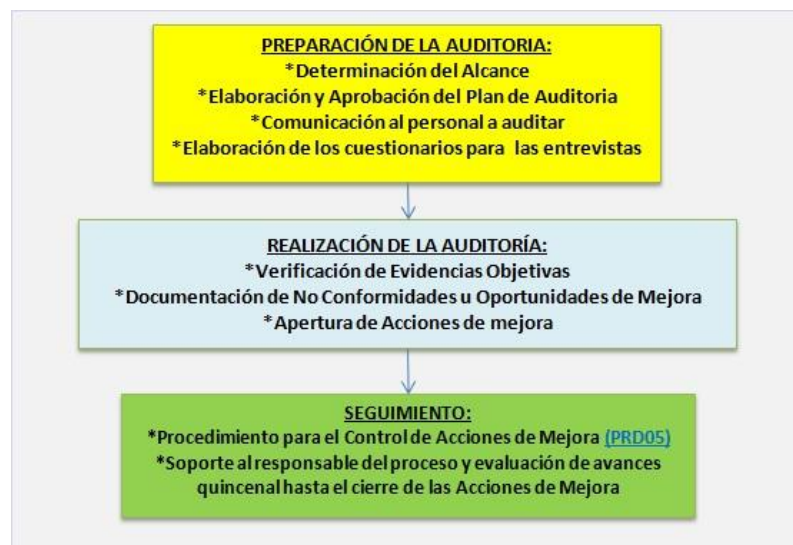 PREPARACIÓN DE LA AUDITORIA:
*Determinación del Alcance
*Elaboración y Aprobación del Plan de Auditoria
*Comunicación al personal a auditar
*Elaboración de los cuestionarios para las entrevistas
REALIZACIÓN DE LA AUDITORÍA:
*Verificación de Evidencias Objetivas
*Documentación de No Conformidades u Oportunidades de Mejora
*Apertura de Acciones de mejora
SEGUIMIENTO:
*Procedimiento para el Control de Acciones de Mejora (PRD05)
*Soporte al responsable del proceso y evaluación de avances
quincenal hasta el cierre de las Acciones de Mejora